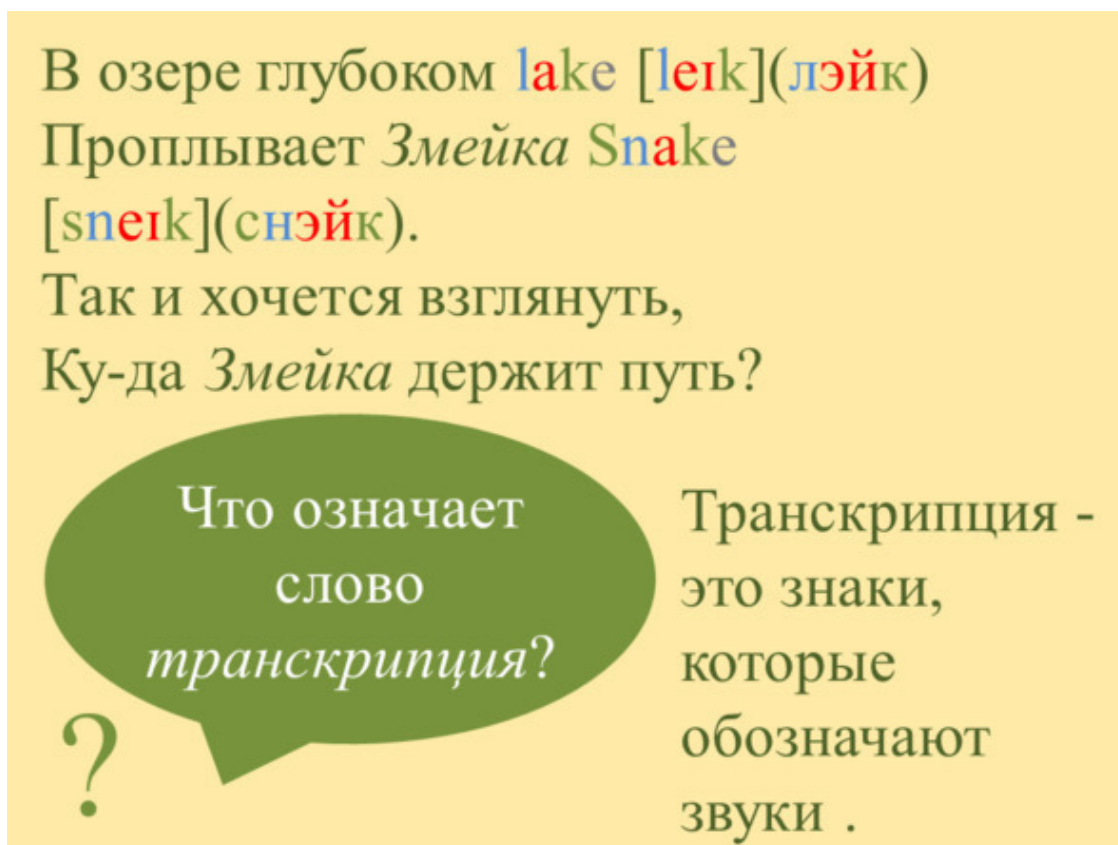 В озере глубоком lake [leɪk](лэйк)
Проплывает Змейка Snake
[sneɪk](снэйк).
Так и хочется взглянуть,
Ку-да Змейка держит путь?
Что означает
слово
транскрипция?
?
Транскрипция -
это знаки,
которые
обозначают
звуки .